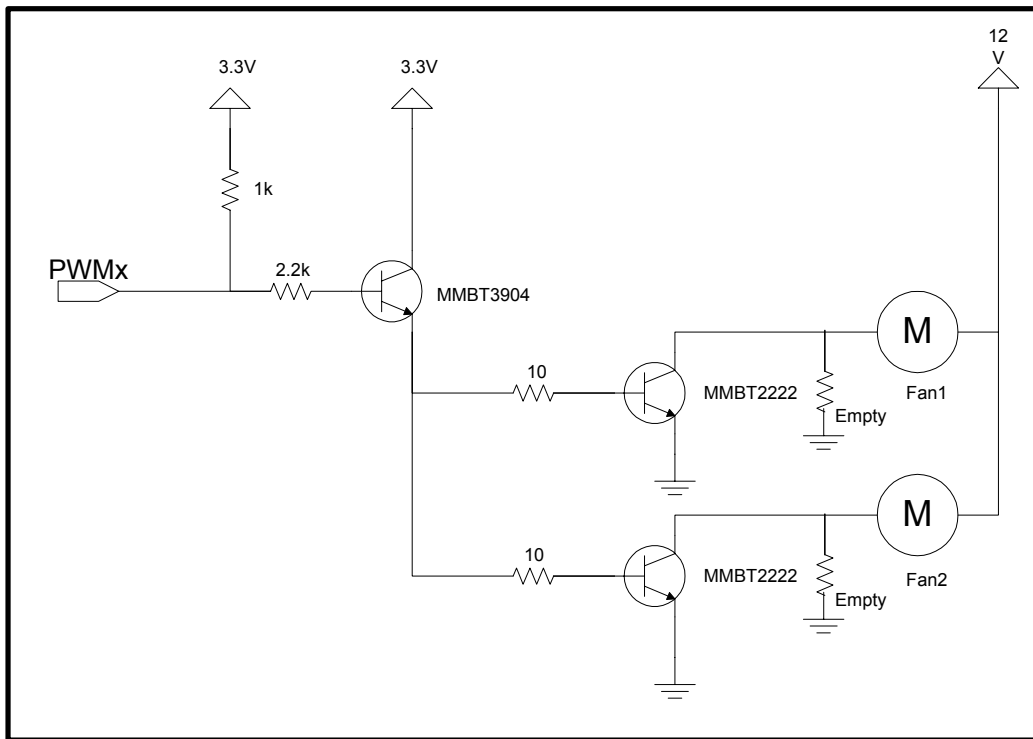 12
V
3.3V
3.3V
1k
PWMx
2.2k
MMBT3904
M
10
MMBT2222
Fan1
Empty
M
10
MMBT2222
Fan2
Empty